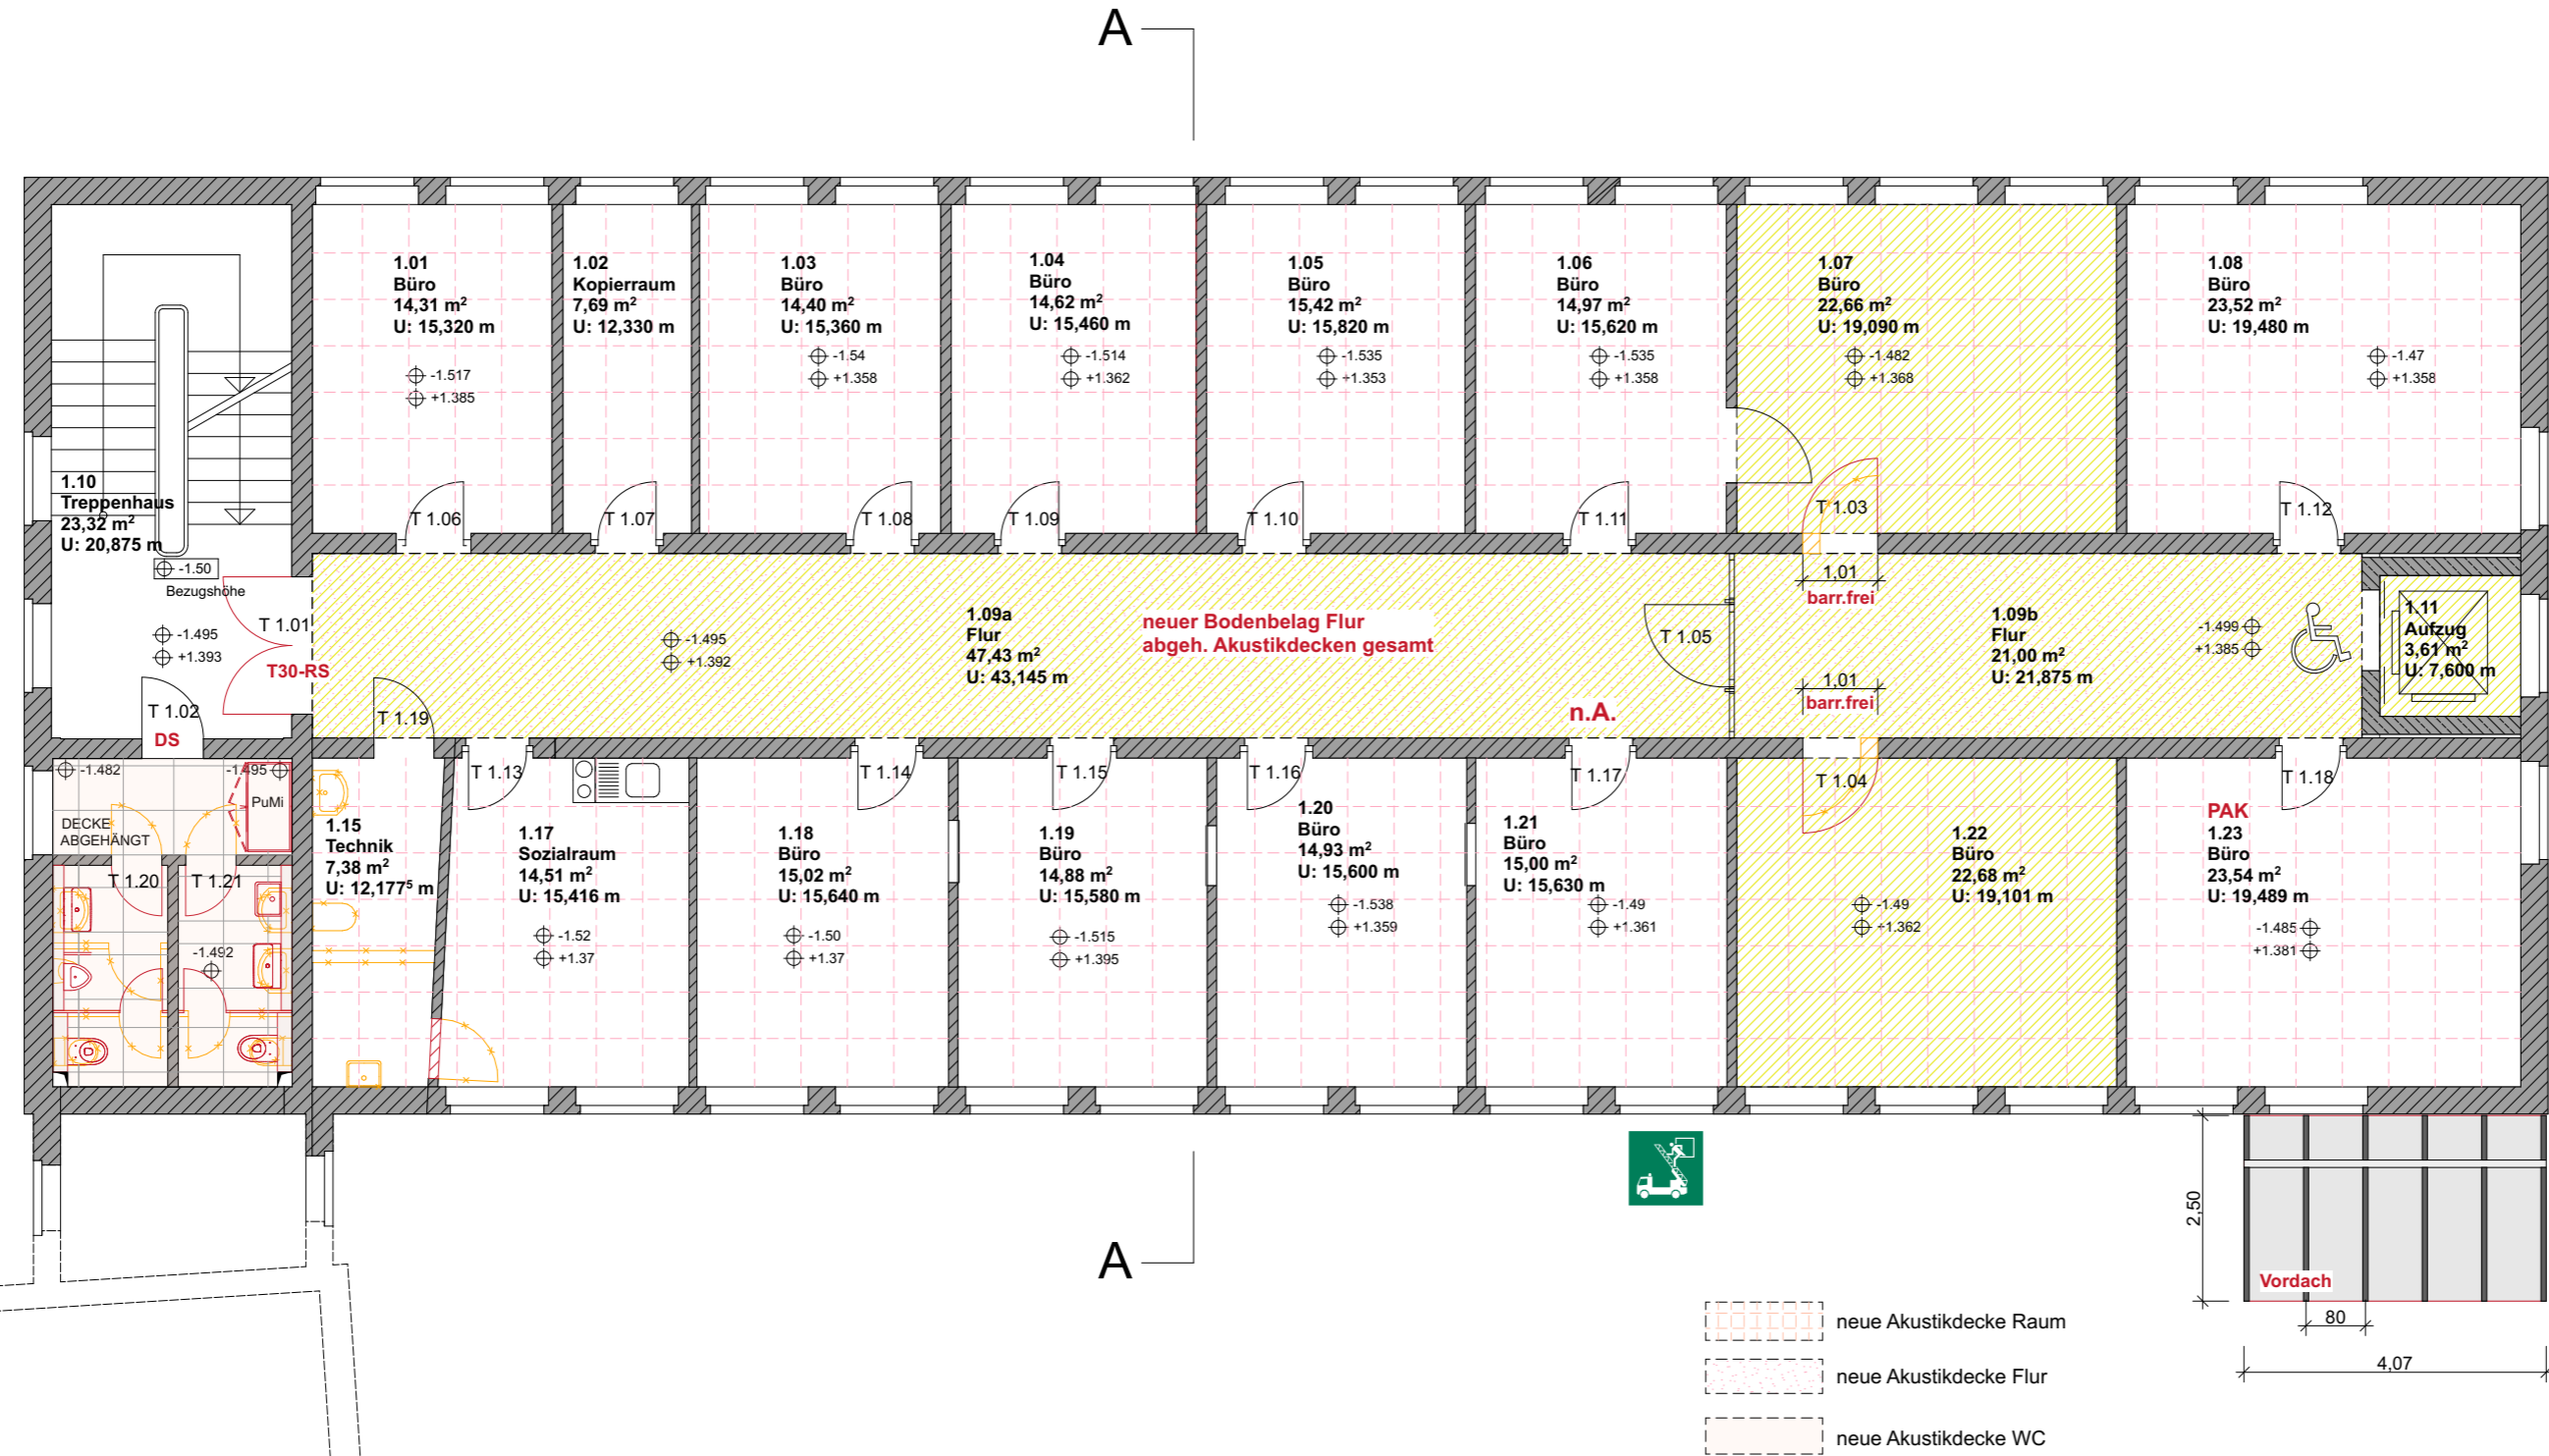 A
1.01
Büro
14,31 m²
U: 15,320 m
-1.517
+1.385
1.02
Kopierraum
7,69 m²
U: 12,330 m
1.03
Büro
14,40 m²
U: 15,360 m
-1.54
+1.358
1.04
Büro
14,62 m²
U: 15,460 m
-1.514
+1.362
1.05
Büro
15,42 m²
U: 15,820 m
-1.535
+1.353
1.06
Büro
14,97 m²
U: 15,620 m
-1.535
+1.358
1.07
Büro
22,66 m²
U: 19,090 m
-1.482
+1.368
1.08
Büro
23,52 m²
U: 19,480 m
-1.47
+1.358
1.10
Treppenhaus
23,32 m²
U: 20,875 m
-1.50
Bezugshöhe
-1.495
+1.393
T 1.06
T 1.07
T 1.08
T 1.09
T 1.10
T 1.11
T 1.03
T 1.12
T 1.01
T30-RS
T 1.02
DS
T 1.19
-1.495
+1.392
1.09a
Flur
47,43 m²
U: 43,145 m
neuer Bodenbelag Flur
abgeh. Akustikdecken gesamt
n.A.
T 1.05
1,01
barr.frei
1,01
barr.frei
1.09b
Flur
21,00 m²
U: 21,875 m
-1.499
+1.385
1.11
Aufzug
3,61 m²
U: 7,600 m
T 1.13
T 1.14
T 1.15
T 1.16
T 1.17
T 1.04
T 1.18
-1.482
-1.495
PuMi
DECKE
ABGEHÄNGT
T 1.20
T 1.21
-1.492
1.15
Technik
7,38 m²
U: 12,177⁵ m
1.17
Sozialraum
14,51 m²
U: 15,416 m
-1.52
+1.37
1.18
Büro
15,02 m²
U: 15,640 m
-1.50
+1.37
1.19
Büro
14,88 m²
U: 15,580 m
-1.515
+1.395
1.20
Büro
14,93 m²
U: 15,600 m
-1.538
+1.359
1.21
Büro
15,00 m²
U: 15,630 m
-1.49
+1.361
1.22
Büro
22,68 m²
U: 19,101 m
-1.49
+1.362
PAK
1.23
Büro
23,54 m²
U: 19,489 m
-1.485
+1.381
A
2,50
Vordach
80
4,07
neue Akustikdecke Raum
neue Akustikdecke Flur
neue Akustikdecke WC